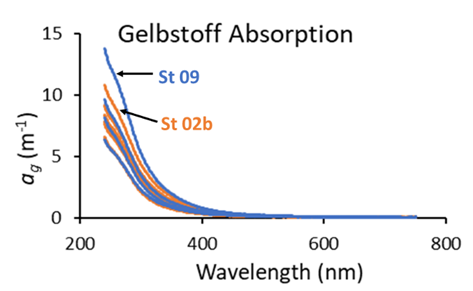 Gelbstoff Absorption
15
10
5
0
a_g (m⁻¹)
St 09
St 02b
200 400 600 800
Wavelength (nm)